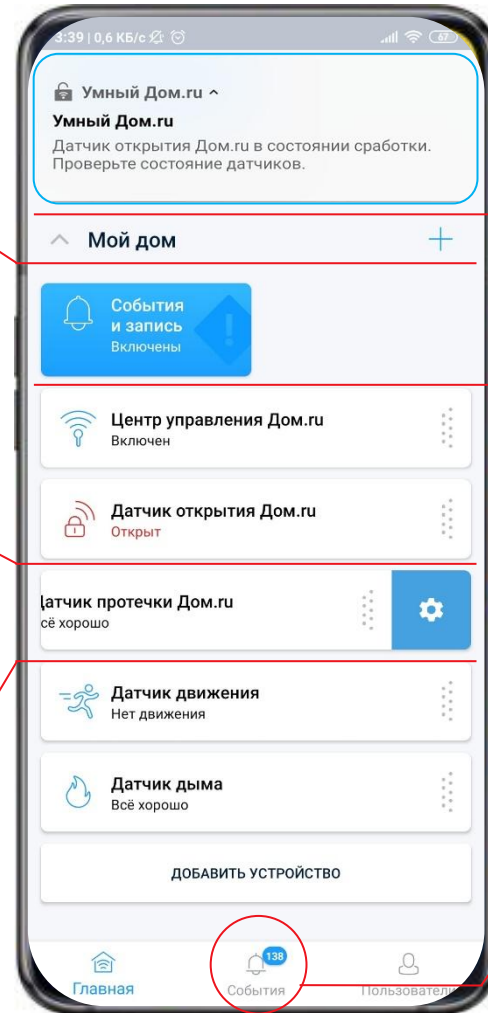 3:39 | 0,6 КБ/с
67
Умный Дом.ru
Умный Дом.ru
Датчик открытия Дом.ru в состоянии сработки.
Проверьте состояние датчиков.
Мой дом
События
и запись
Включены
Центр управления Дом.ru
Включен
Датчик открытия Дом.ru
Открыт
атчик протечки Дом.ru
сё хорошо
Датчик движения
Нет движения
Датчик дыма
Всё хорошо
ДОБАВИТЬ УСТРОЙСТВО
138
Главная
События
Пользователи